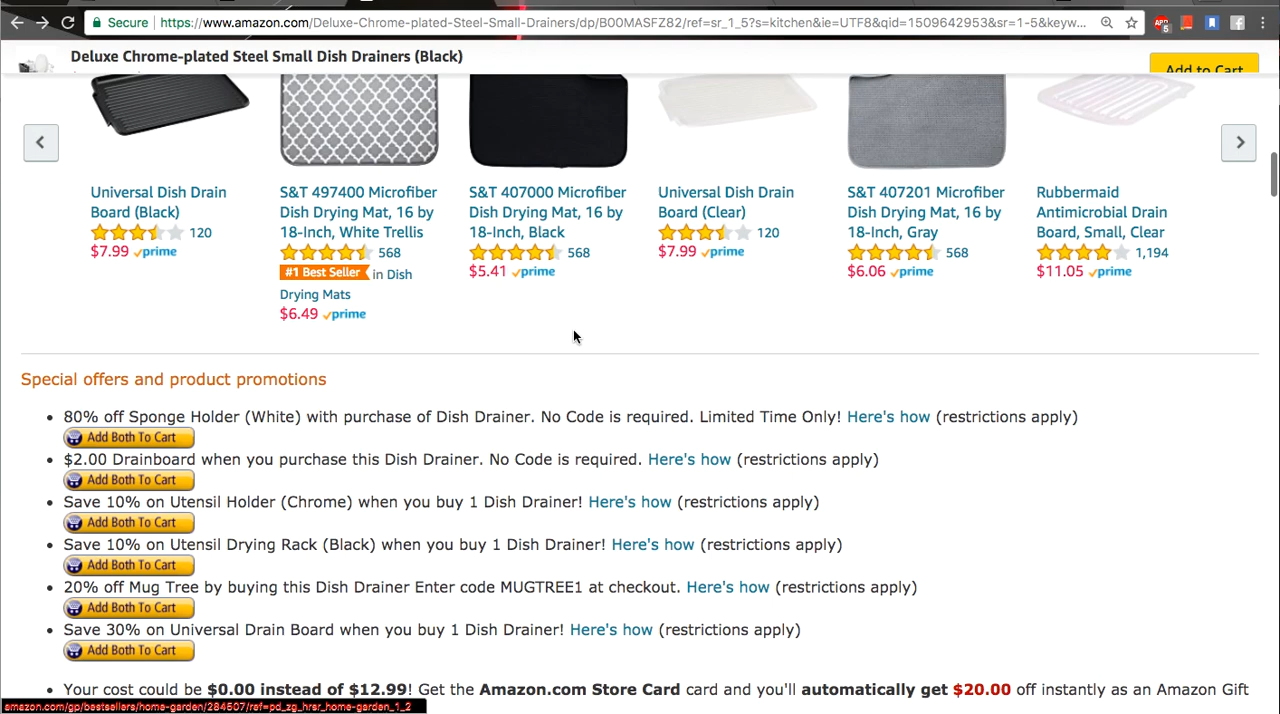 Secure https://www.amazon.com/Deluxe-Chrome-plated-Steel-Small-Drainers/dp/B00MASFZ82/ref=sr_1_5?s=kitchen&ie=UTF8&qid=1509642953&sr=1-5&keyw...
5
Deluxe Chrome-plated Steel Small Dish Drainers (Black)
Add to Cart
Universal Dish Drain
Board (Black)
120
$7.99 prime
S&T 497400 Microfiber
Dish Drying Mat, 16 by
18-Inch, White Trellis
568
#1 Best Seller in Dish
Drying Mats
$6.49 prime
S&T 407000 Microfiber
Dish Drying Mat, 16 by
18-Inch, Black
568
$5.41 prime
Universal Dish Drain
Board (Clear)
120
$7.99 prime
S&T 407201 Microfiber
Dish Drying Mat, 16 by
18-Inch, Gray
568
$6.06 prime
Rubbermaid
Antimicrobial Drain
Board, Small, Clear
1,194
$11.05 prime
Special offers and product promotions
• 80% off Sponge Holder (White) with purchase of Dish Drainer. No Code is required. Limited Time Only! Here's how (restrictions apply)
Add Both To Cart
• $2.00 Drainboard when you purchase this Dish Drainer. No Code is required. Here's how (restrictions apply)
Add Both To Cart
• Save 10% on Utensil Holder (Chrome) when you buy 1 Dish Drainer! Here's how (restrictions apply)
Add Both To Cart
• Save 10% on Utensil Drying Rack (Black) when you buy 1 Dish Drainer! Here's how (restrictions apply)
Add Both To Cart
• 20% off Mug Tree by buying this Dish Drainer Enter code MUGTREE1 at checkout. Here's how (restrictions apply)
Add Both To Cart
• Save 30% on Universal Drain Board when you buy 1 Dish Drainer! Here's how (restrictions apply)
Add Both To Cart
• Your cost could be $0.00 instead of $12.99! Get the Amazon.com Store Card card and you'll automatically get $20.00 off instantly as an Amazon Gift
amazon.com/gp/bestsellers/home-garden/284507/ref=pd_zg_hrsr_home-garden_1_2